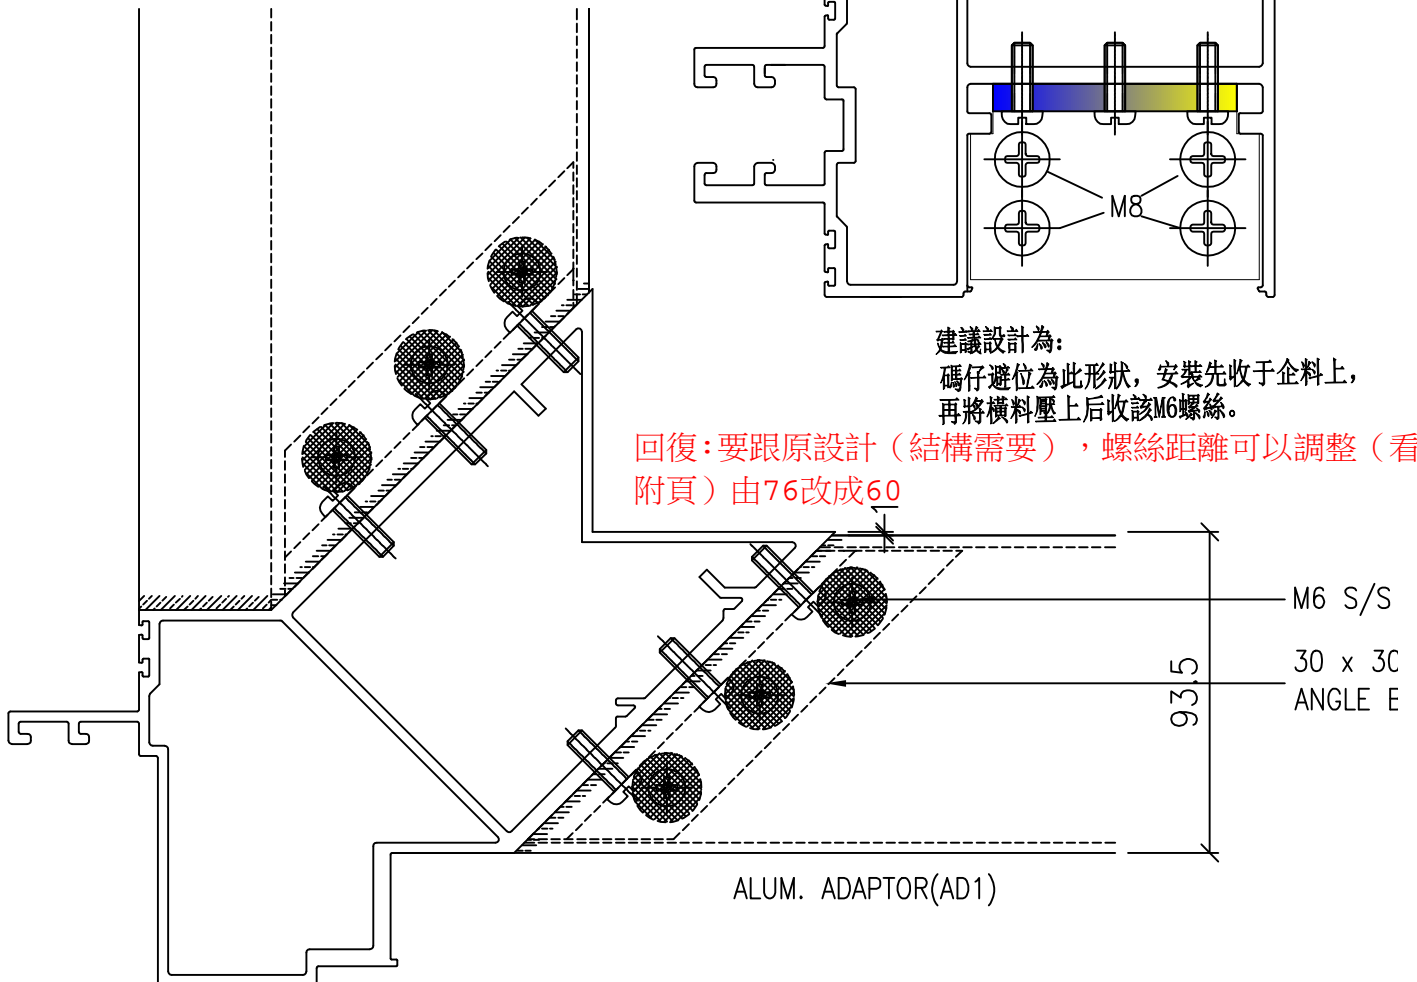 M8
建議設計為：
碼仔避位為此形狀，安裝先收于企料上，
再將橫料壓上后收該M6螺絲。
回復：要跟原設計（結構需要），螺絲距離可以調整（看
附頁）由76改成60
1
M6 S/S
30 x 30
ANGLE
93.5
ALUM. ADAPTOR(AD1)